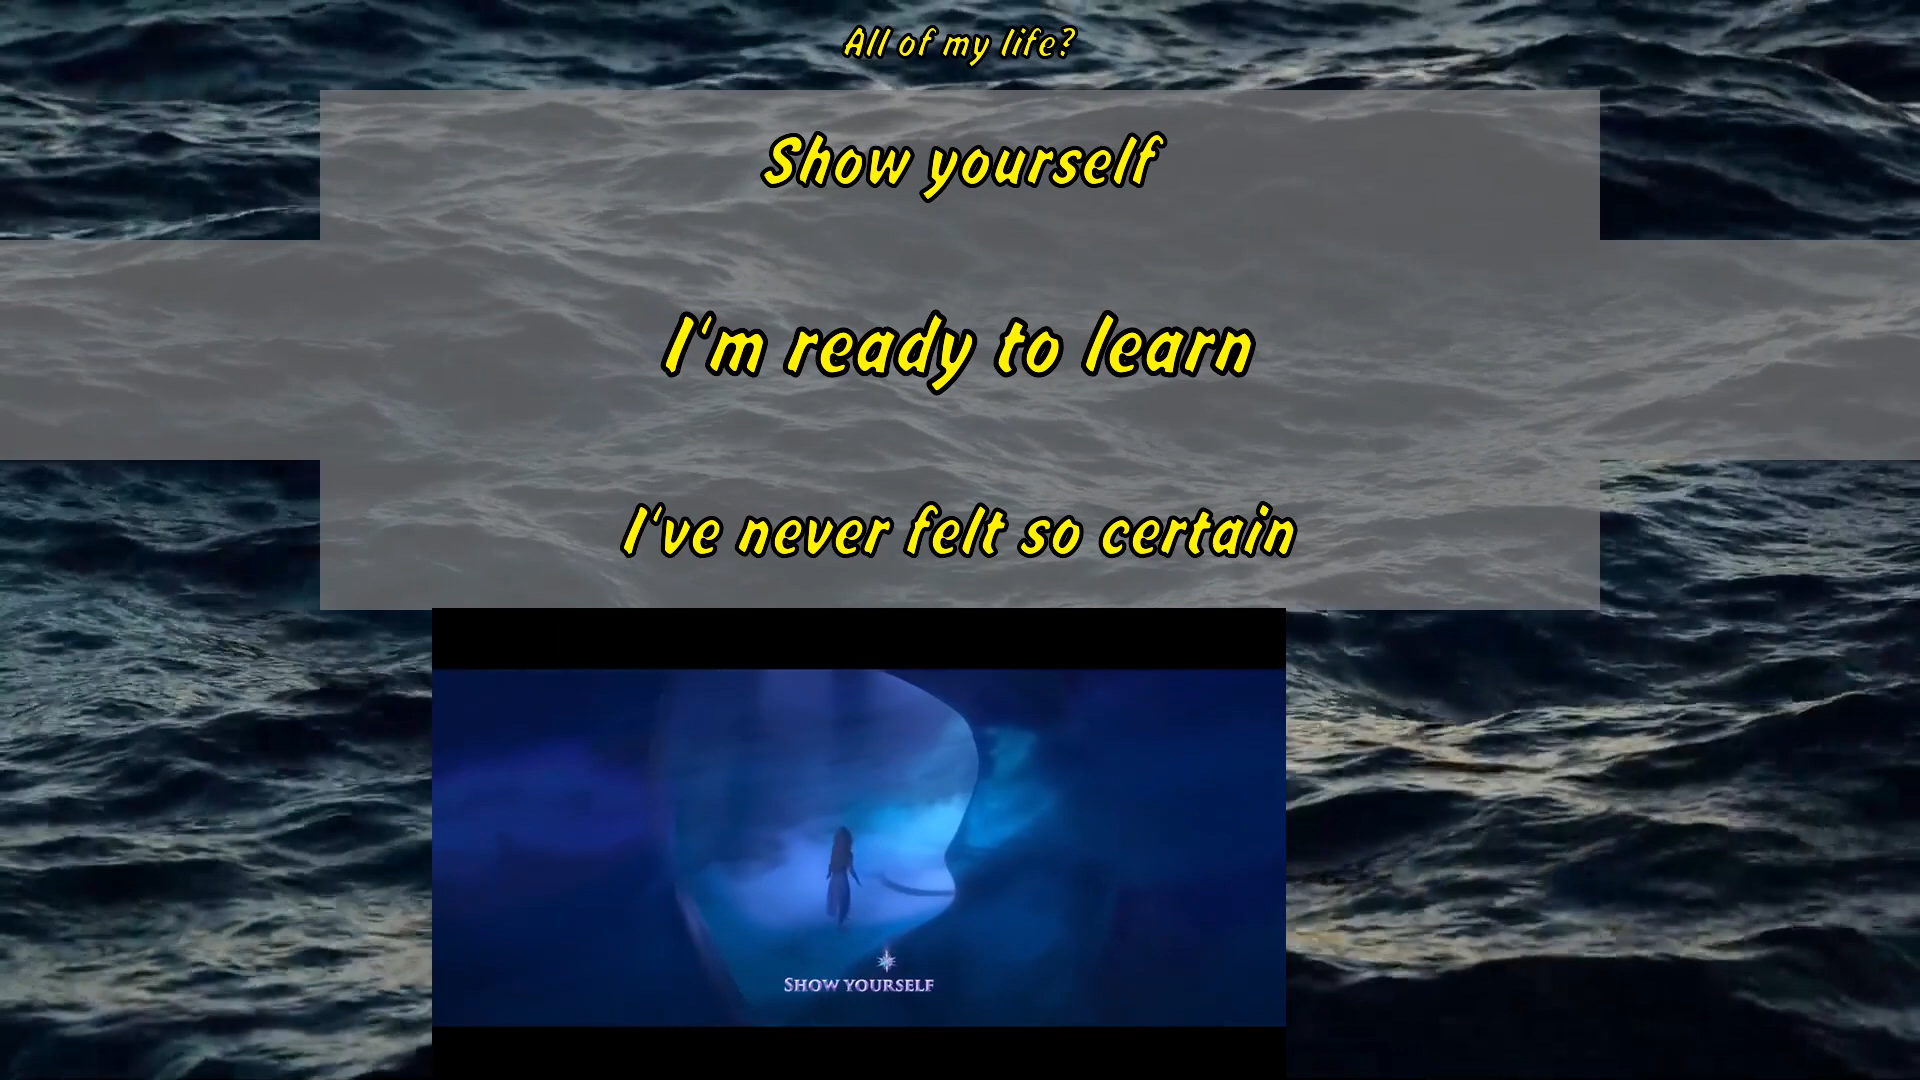 All of my life?
Show yourself
I'm ready to learn
I've never felt so certain
SHOW YOURSELF